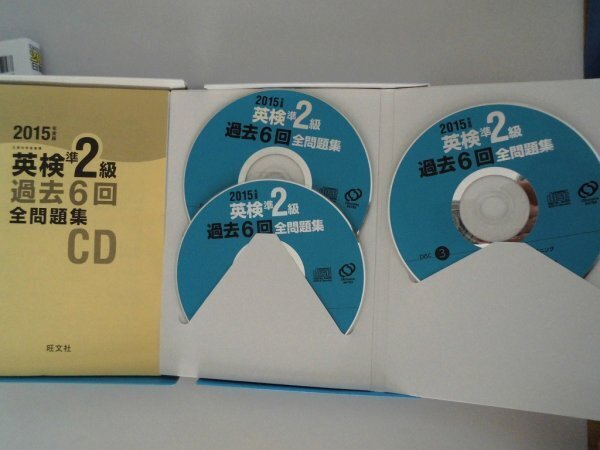 2015年度版
英検準2級
過去6回
全問題集
CD
旺文社
2015年度版
英検準2級
過去6回全問題集
2015年度版
英検準2級
過去6回全問題集
2015年度版
英検準2級
過去6回全問題集
DISC 3